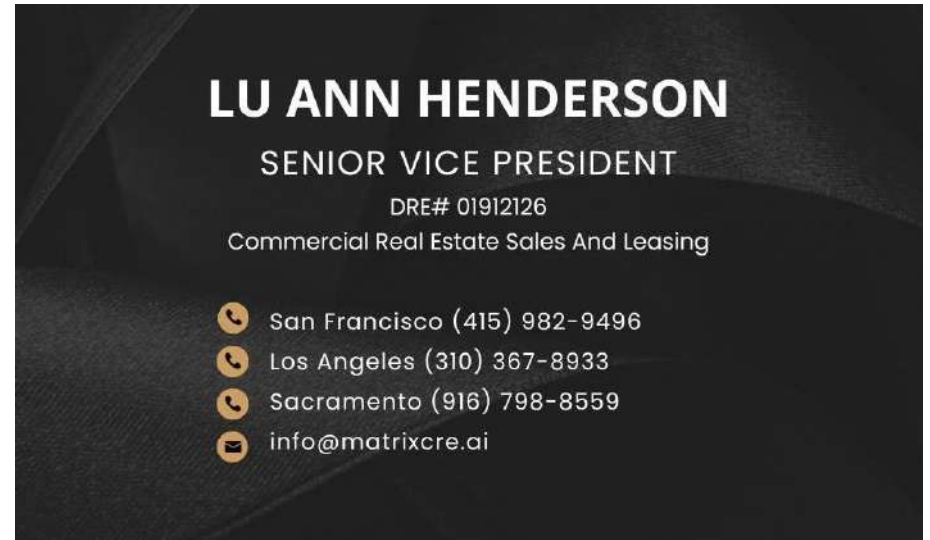 LU ANN HENDERSON
SENIOR VICE PRESIDENT
DRE# 01912126
Commercial Real Estate Sales And Leasing
San Francisco (415) 982-9496
Los Angeles (310) 367-8933
Sacramento (916) 798-8559
info@matrixcre.ai